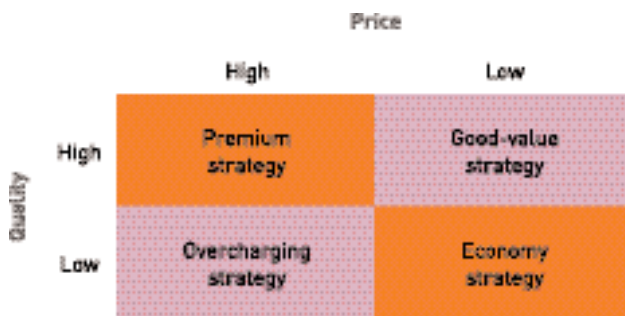 Price
High
Low
Quality
High
Premium
strategy
Good-value
strategy
Low
Overcharging
strategy
Economy
strategy